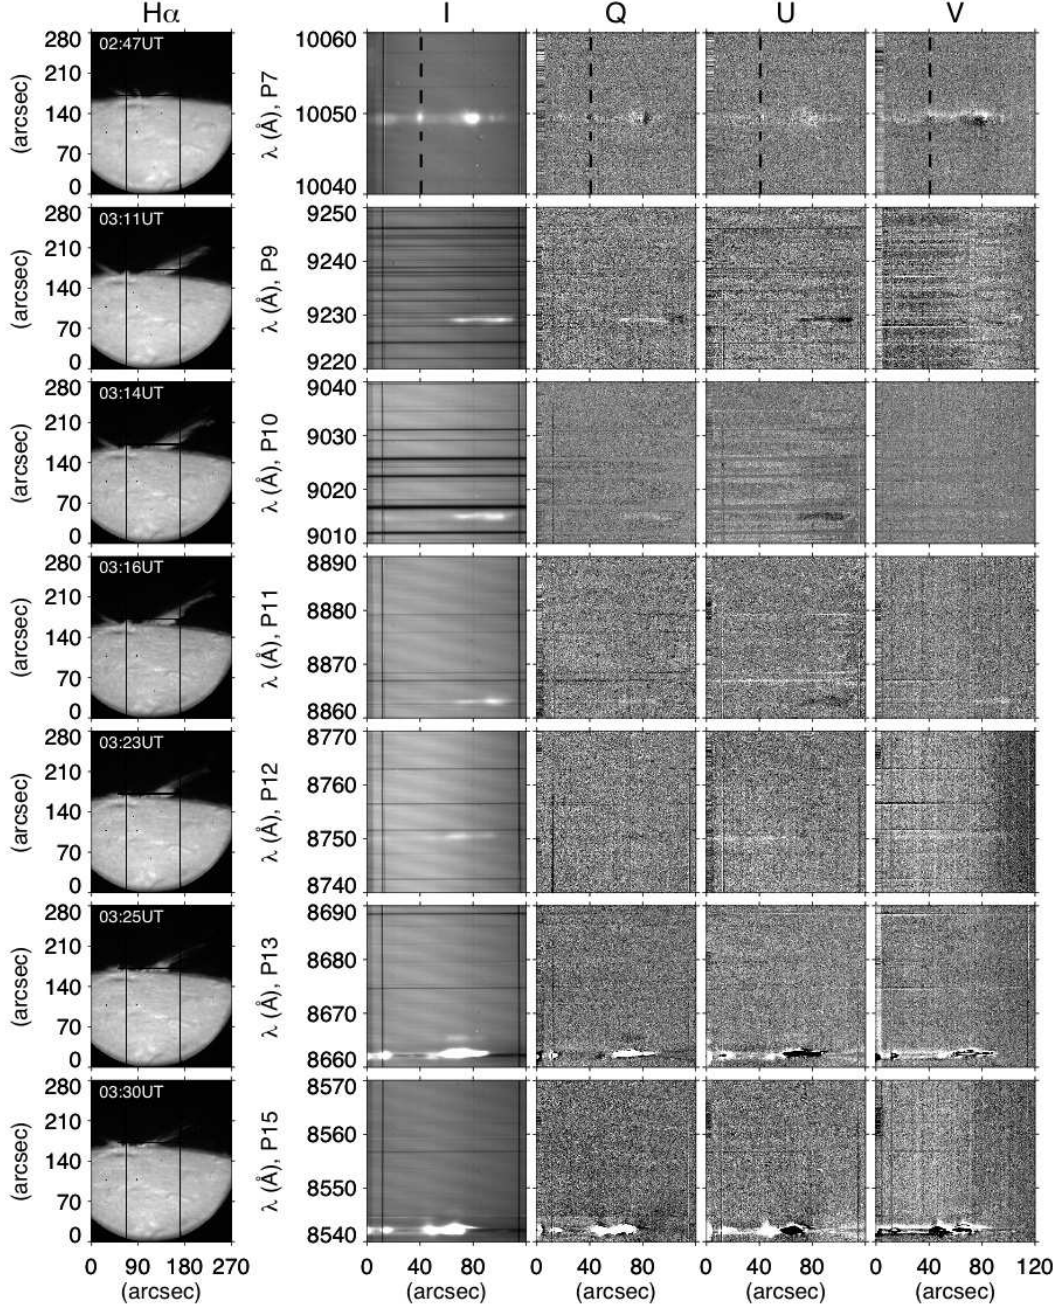 Hα I Q U V
280 02:47UT 10060
210
140 10050
70
0 10040
(arcsec) λ (Å), P7
280 03:11UT 9250
210 9240
140
70 9230
0 9220
(arcsec) λ (Å), P9
280 03:14UT 9040
210 9030
140
70 9020
0 9010
(arcsec) λ (Å), P10
280 03:16UT 8890
210 8880
140
70 8870
0 8860
(arcsec) λ (Å), P11
280 03:23UT 8770
210 8760
140
70 8750
0 8740
(arcsec) λ (Å), P12
280 03:25UT 8690
210 8680
140
70 8670
0 8660
(arcsec) λ (Å), P13
280 03:30UT 8570
210 8560
140
70 8550
0 8540
(arcsec) λ (Å), P15
0 90 180 270 0 40 80 0 40 80 0 40 80 0 40 80 120
(arcsec) (arcsec) (arcsec) (arcsec) (arcsec)